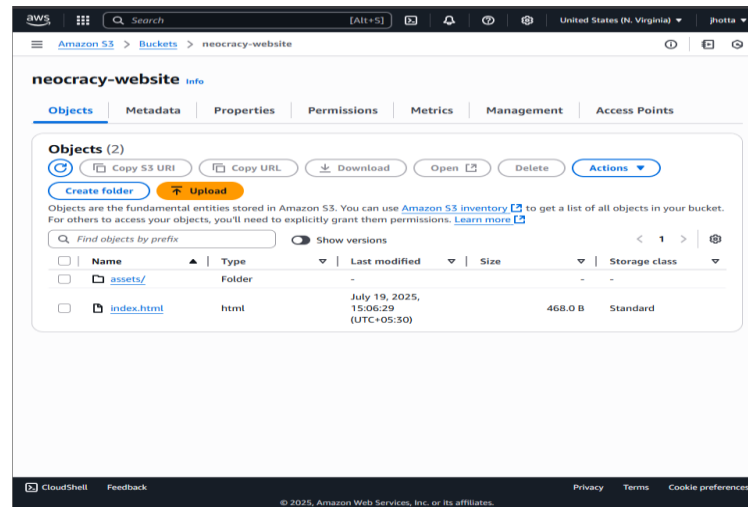 aws Search [Alt+S] United States (N. Virginia) ▼ jhotta ▼
Amazon S3 > Buckets > neocracy-website
neocracy-website Info
Objects Metadata Properties Permissions Metrics Management Access Points
Objects (2)
Copy S3 URI Copy URL Download Open Delete Actions ▼
Create folder Upload
Objects are the fundamental entities stored in Amazon S3. You can use Amazon S3 inventory to get a list of all objects in your bucket.
For others to access your objects, you'll need to explicitly grant them permissions. Learn more
Find objects by prefix Show versions < 1 >
Name ▲ Type ▼ Last modified ▼ Size ▼ Storage class ▼
assets/ Folder - - -
index.html html July 19, 2025, 15:06:29 (UTC+05:30) 468.0 B Standard
CloudShell Feedback Privacy Terms Cookie preferences
© 2025, Amazon Web Services, Inc. or its affiliates.